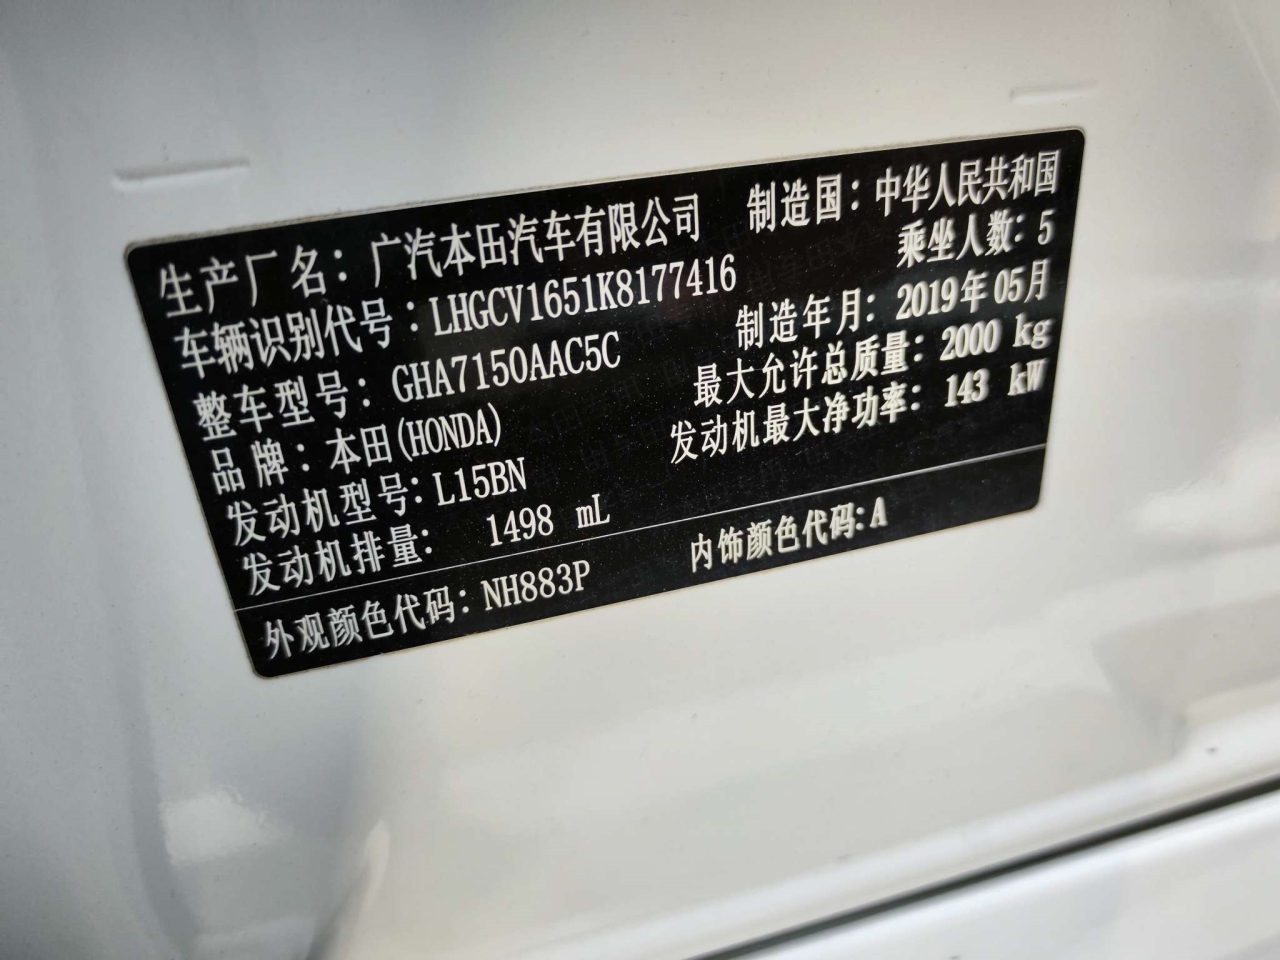 生产厂名：广汽本田汽车有限公司 制造国：中华人民共和国
车辆识别代号：LHGCV1651K8177416 乘坐人数：5
整车型号：GHA7150AAC5C 制造年月：2019年05月
品牌：本田(HONDA) 最大允许总质量：2000 kg
发动机型号：L15BN 发动机最大净功率：143 kW
发动机排量：1498 mL
外观颜色代码：NH883P 内饰颜色代码：A